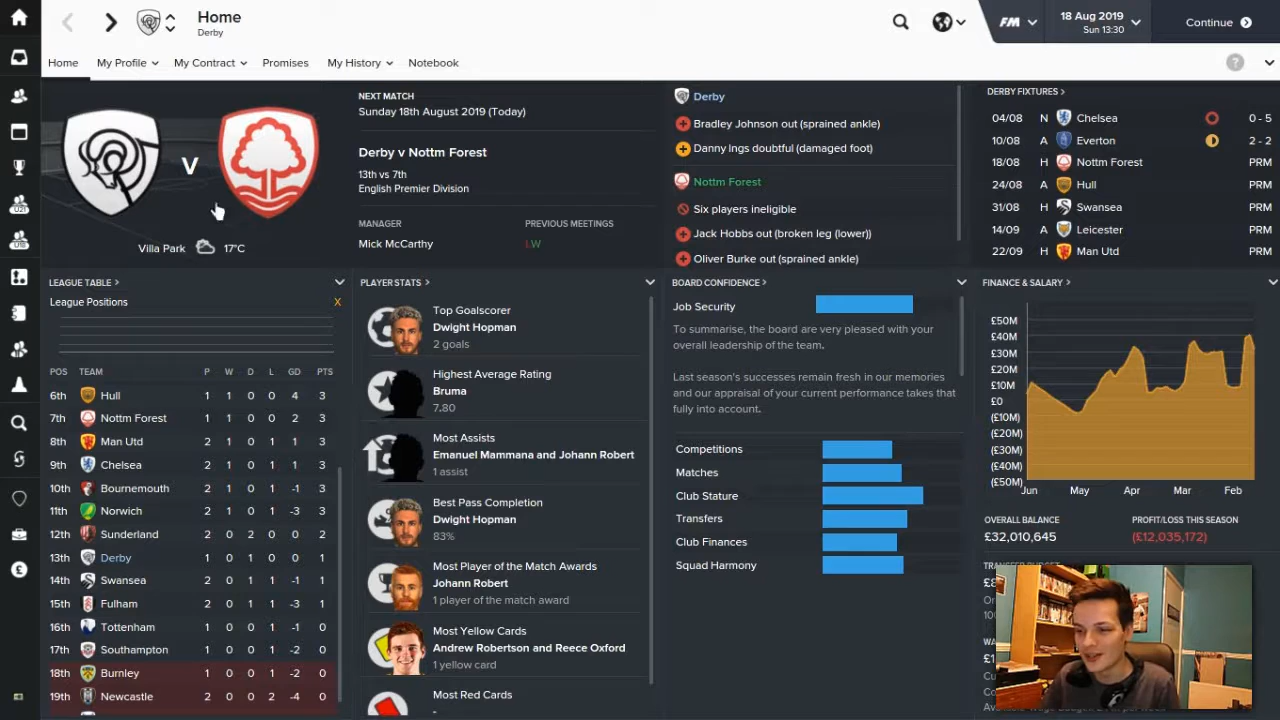 Home
Derby
FM
18 Aug 2019
Sun 13:30
Continue
Home
My Profile
My Contract
Promises
My History
Notebook
?
V
Villa Park
17°C
NEXT MATCH
Sunday 18th August 2019 (Today)
Derby v Nottm Forest
13th vs 7th
English Premier Division
MANAGER
PREVIOUS MEETINGS
Mick McCarthy
LW
Derby
Bradley Johnson out (sprained ankle)
Danny Ings doubtful (damaged foot)
Nottm Forest
Six players ineligible
Jack Hobbs out (broken leg (lower))
Oliver Burke out (sprained ankle)
DERBY FIXTURES >
04/08 N Chelsea 0 - 5
10/08 A Everton 2 - 2
18/08 H Nottm Forest PRM
24/08 A Hull PRM
31/08 H Swansea PRM
14/09 A Leicester PRM
22/09 H Man Utd PRM
LEAGUE TABLE >
League Positions X
POS TEAM P W D L GD PTS
6th Hull 1 1 0 0 4 3
7th Nottm Forest 1 1 0 0 2 3
8th Man Utd 2 1 0 1 1 3
9th Chelsea 2 1 0 1 1 3
10th Bournemouth 2 1 0 1 -1 3
11th Norwich 2 1 0 1 -3 3
12th Sunderland 2 0 2 0 0 2
13th Derby 1 0 1 0 0 1
14th Swansea 2 0 1 1 -1 1
15th Fulham 2 0 1 1 -3 1
16th Tottenham 1 0 0 1 -1 0
17th Southampton 1 0 0 1 -2 0
18th Burnley 1 0 0 1 -2 0
19th Newcastle 2 0 0 2 -4 0
PLAYER STATS >
Top Goalscorer
Dwight Hopman
2 goals
Highest Average Rating
Bruma
7.80
Most Assists
Emanuel Mammana and Johann Robert
1 assist
Best Pass Completion
Dwight Hopman
83%
Most Player of the Match Awards
Johann Robert
1 player of the match award
Most Yellow Cards
Andrew Robertson and Reece Oxford
1 yellow card
Most Red Cards
-
BOARD CONFIDENCE >
Job Security
To summarise, the board are very pleased with your
overall leadership of the team.
Last season's successes remain fresh in our memories
and our appraisal of your current performance takes that
fully into account.
Competitions
Matches
Club Stature
Transfers
Club Finances
Squad Harmony
FINANCE & SALARY >
£50M
£40M
£30M
£20M
£10M
£0
(£10M)
(£20M)
(£30M)
(£40M)
(£50M)
Jun May Apr Mar Feb
OVERALL BALANCE
PROFIT/LOSS THIS SEASON
£32,010,645
(£12,035,172)